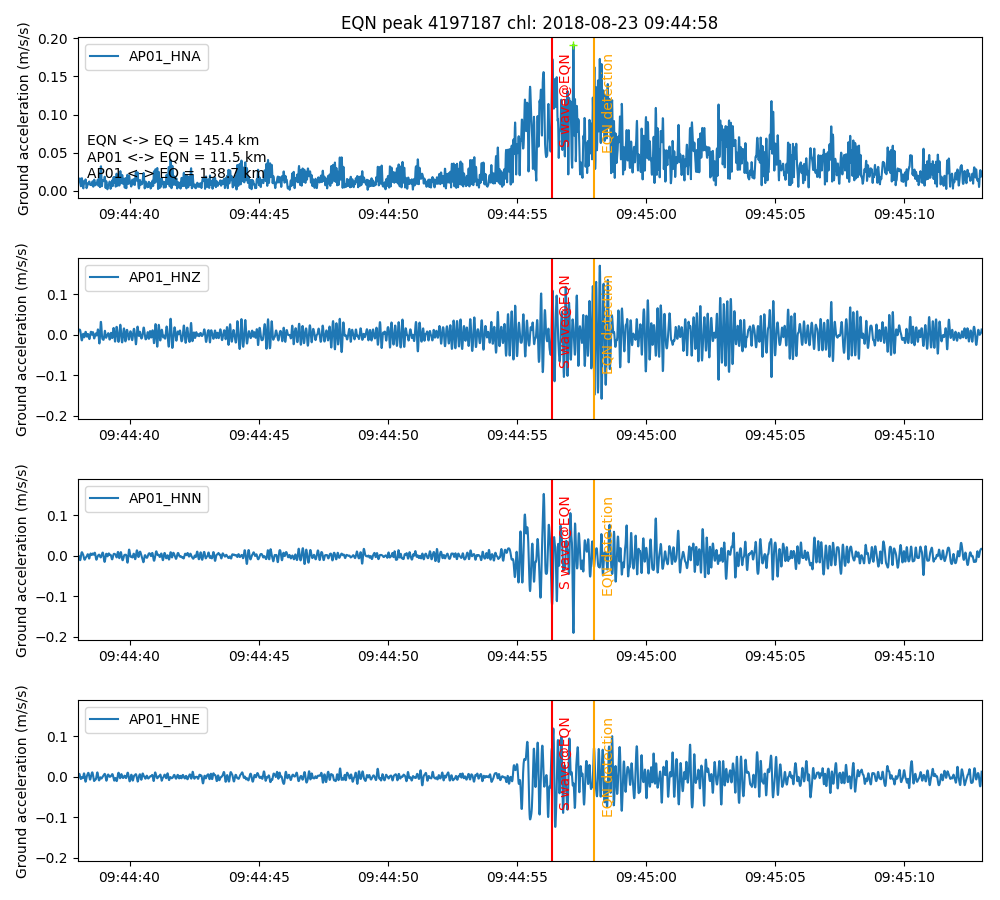 EQN peak 4197187 chl: 2018-08-23 09:44:58
Ground acceleration (m/s/s)
0.20
0.15
0.10
0.05
0.00
AP01_HNA
EQN <-> EQ = 145.4 km
AP01 <-> EQN = 11.5 km
AP01 <-> EQ = 138.7 km
S wave@EQN
EQN detection
09:44:40 09:44:45 09:44:50 09:44:55 09:45:00 09:45:05 09:45:10
Ground acceleration (m/s/s)
0.1
0.0
−0.1
−0.2
AP01_HNZ
S wave@EQN
EQN detection
09:44:40 09:44:45 09:44:50 09:44:55 09:45:00 09:45:05 09:45:10
Ground acceleration (m/s/s)
0.1
0.0
−0.1
−0.2
AP01_HNN
S wave@EQN
EQN detection
09:44:40 09:44:45 09:44:50 09:44:55 09:45:00 09:45:05 09:45:10
Ground acceleration (m/s/s)
0.1
0.0
−0.1
−0.2
AP01_HNE
S wave@EQN
EQN detection
09:44:40 09:44:45 09:44:50 09:44:55 09:45:00 09:45:05 09:45:10